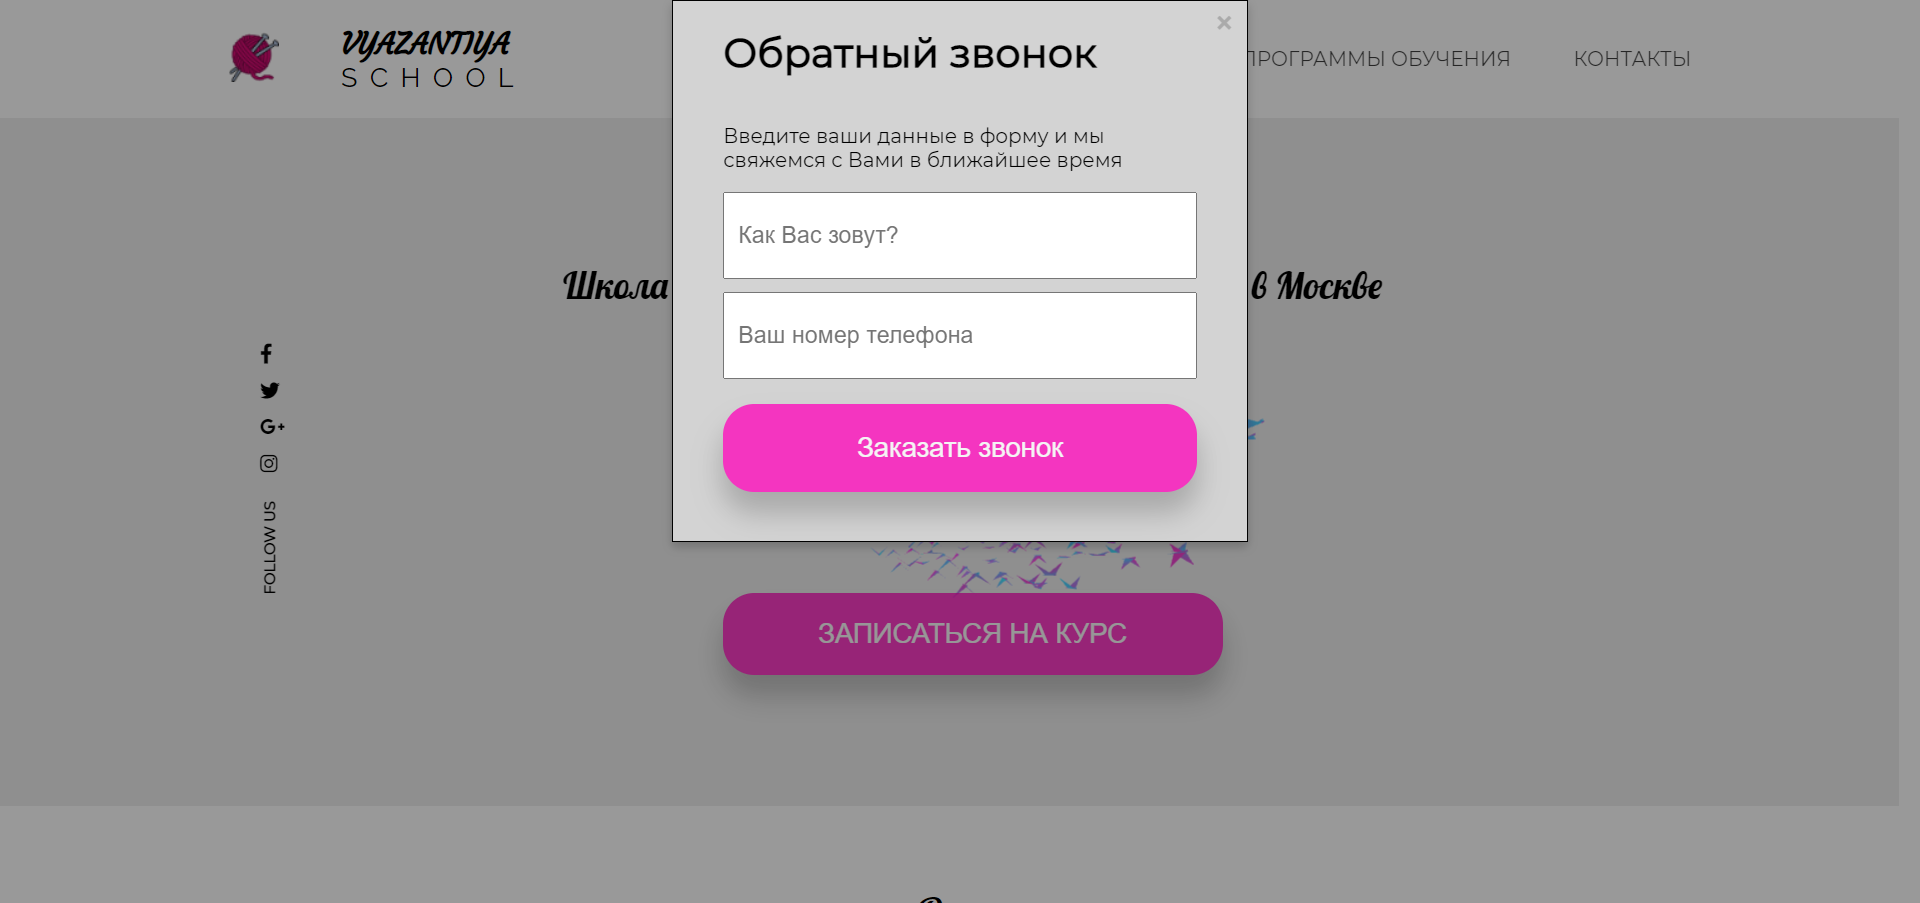 VYAZANTIYA
SCHOOL
ПРОГРАММЫ ОБУЧЕНИЯ
КОНТАКТЫ
×
Обратный звонок
Введите ваши данные в форму и мы
свяжемся с Вами в ближайшее время
Как Вас зовут?
Ваш номер телефона
Заказать звонок
Школа
в Москве
FOLLOW US
ЗАПИСАТЬСЯ НА КУРС